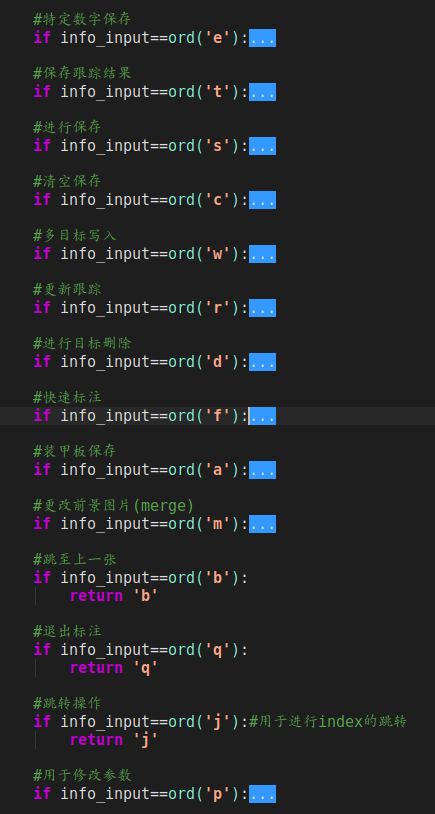 #特定数字保存
if info_input==ord('e'):...
#保存跟踪结果
if info_input==ord('t'):...
#进行保存
if info_input==ord('s'):...
#清空保存
if info_input==ord('c'):...
#多目标写入
if info_input==ord('w'):...
#更新跟踪
if info_input==ord('r'):...
#进行目标删除
if info_input==ord('d'):...
#快速标注
if info_input==ord('f'):...
#装甲板保存
if info_input==ord('a'):...
#更改前景图片(merge)
if info_input==ord('m'):...
#跳至上一张
if info_input==ord('b'):
    return 'b'
#退出标注
if info_input==ord('q'):
    return 'q'
#跳转操作
if info_input==ord('j'):#用于进行index的跳转
    return 'j'
#用于修改参数
if info_input==ord('p'):...